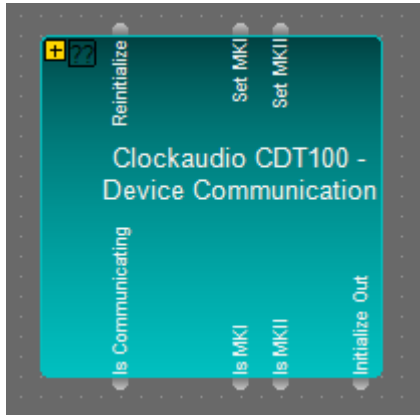 + ??
Reinitialize
Set MKI
Set MKII
Clockaudio CDT100 -
Device Communication
Is Communicating
Is MKI
Is MKII
Initialize Out